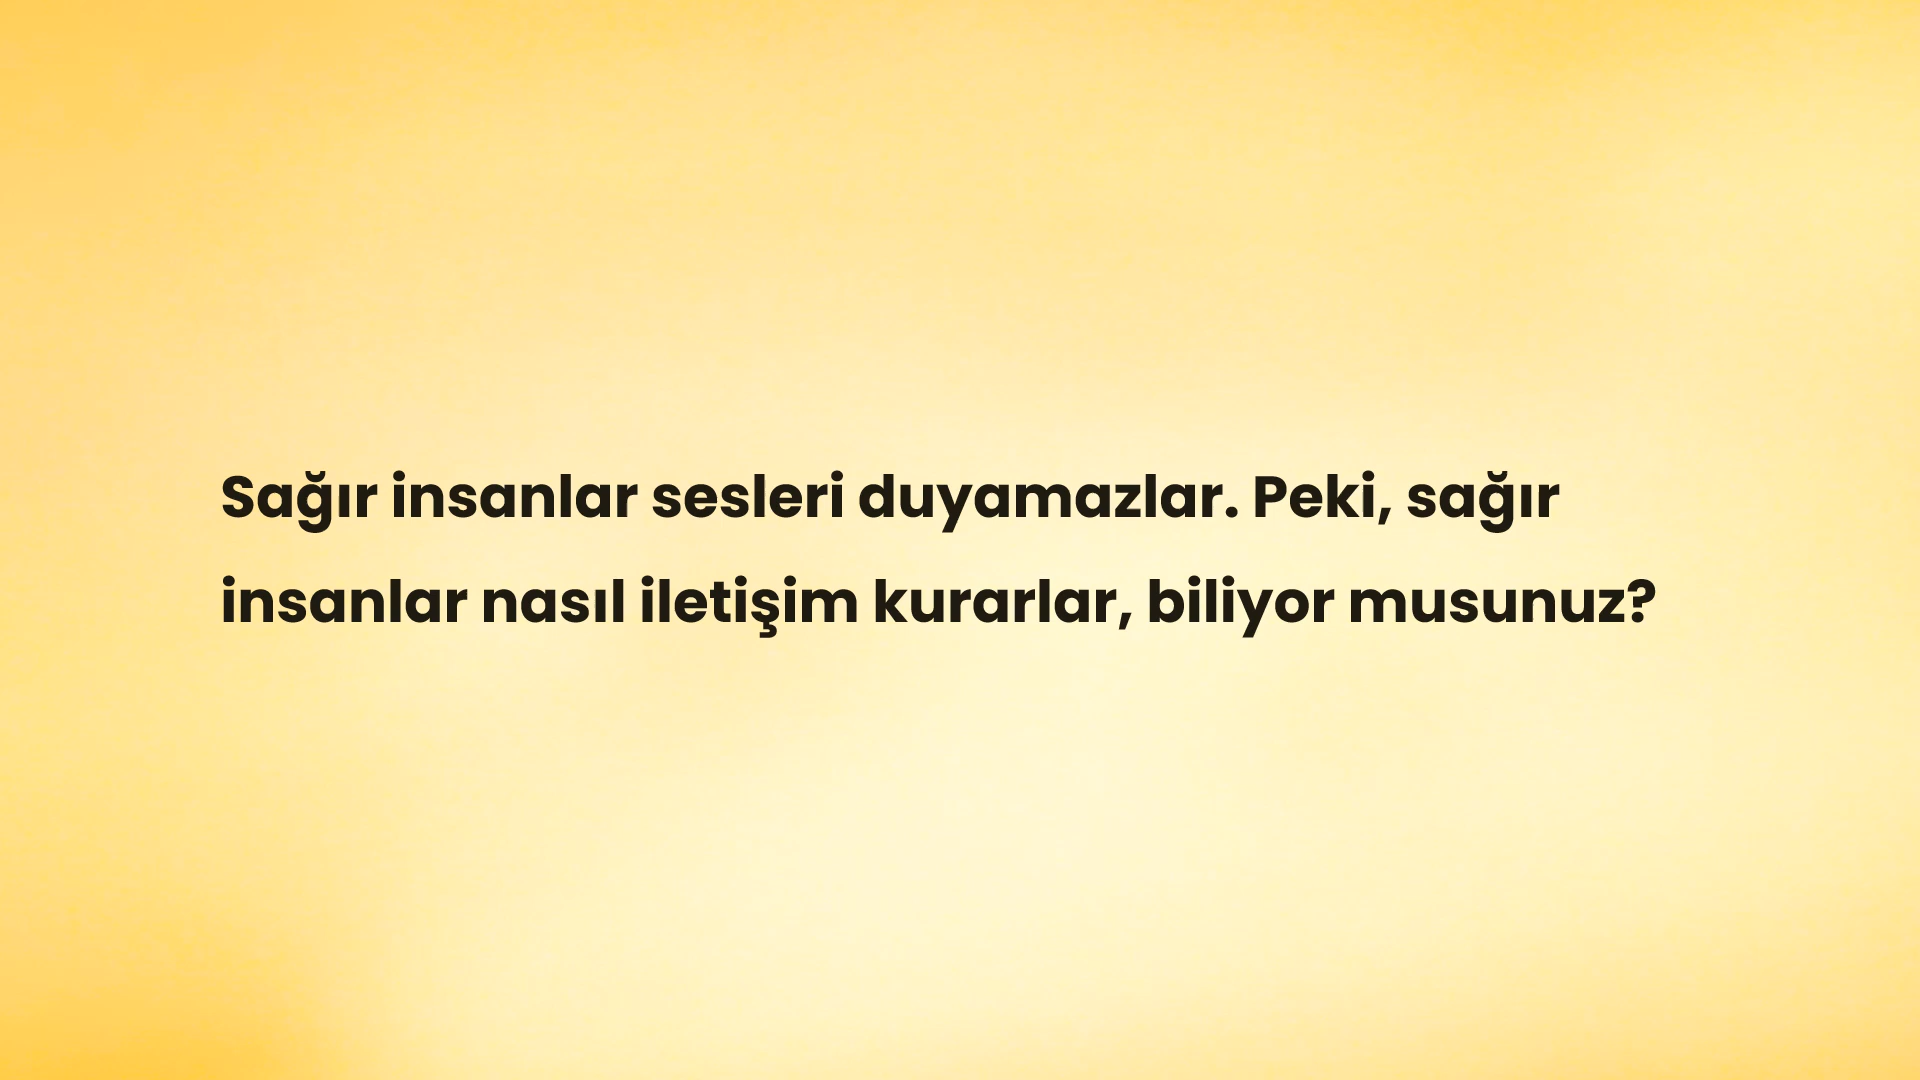 Sağır insanlar sesleri duyamazlar. Peki, sağır
insanlar nasıl iletişim kurarlar, biliyor musunuz?